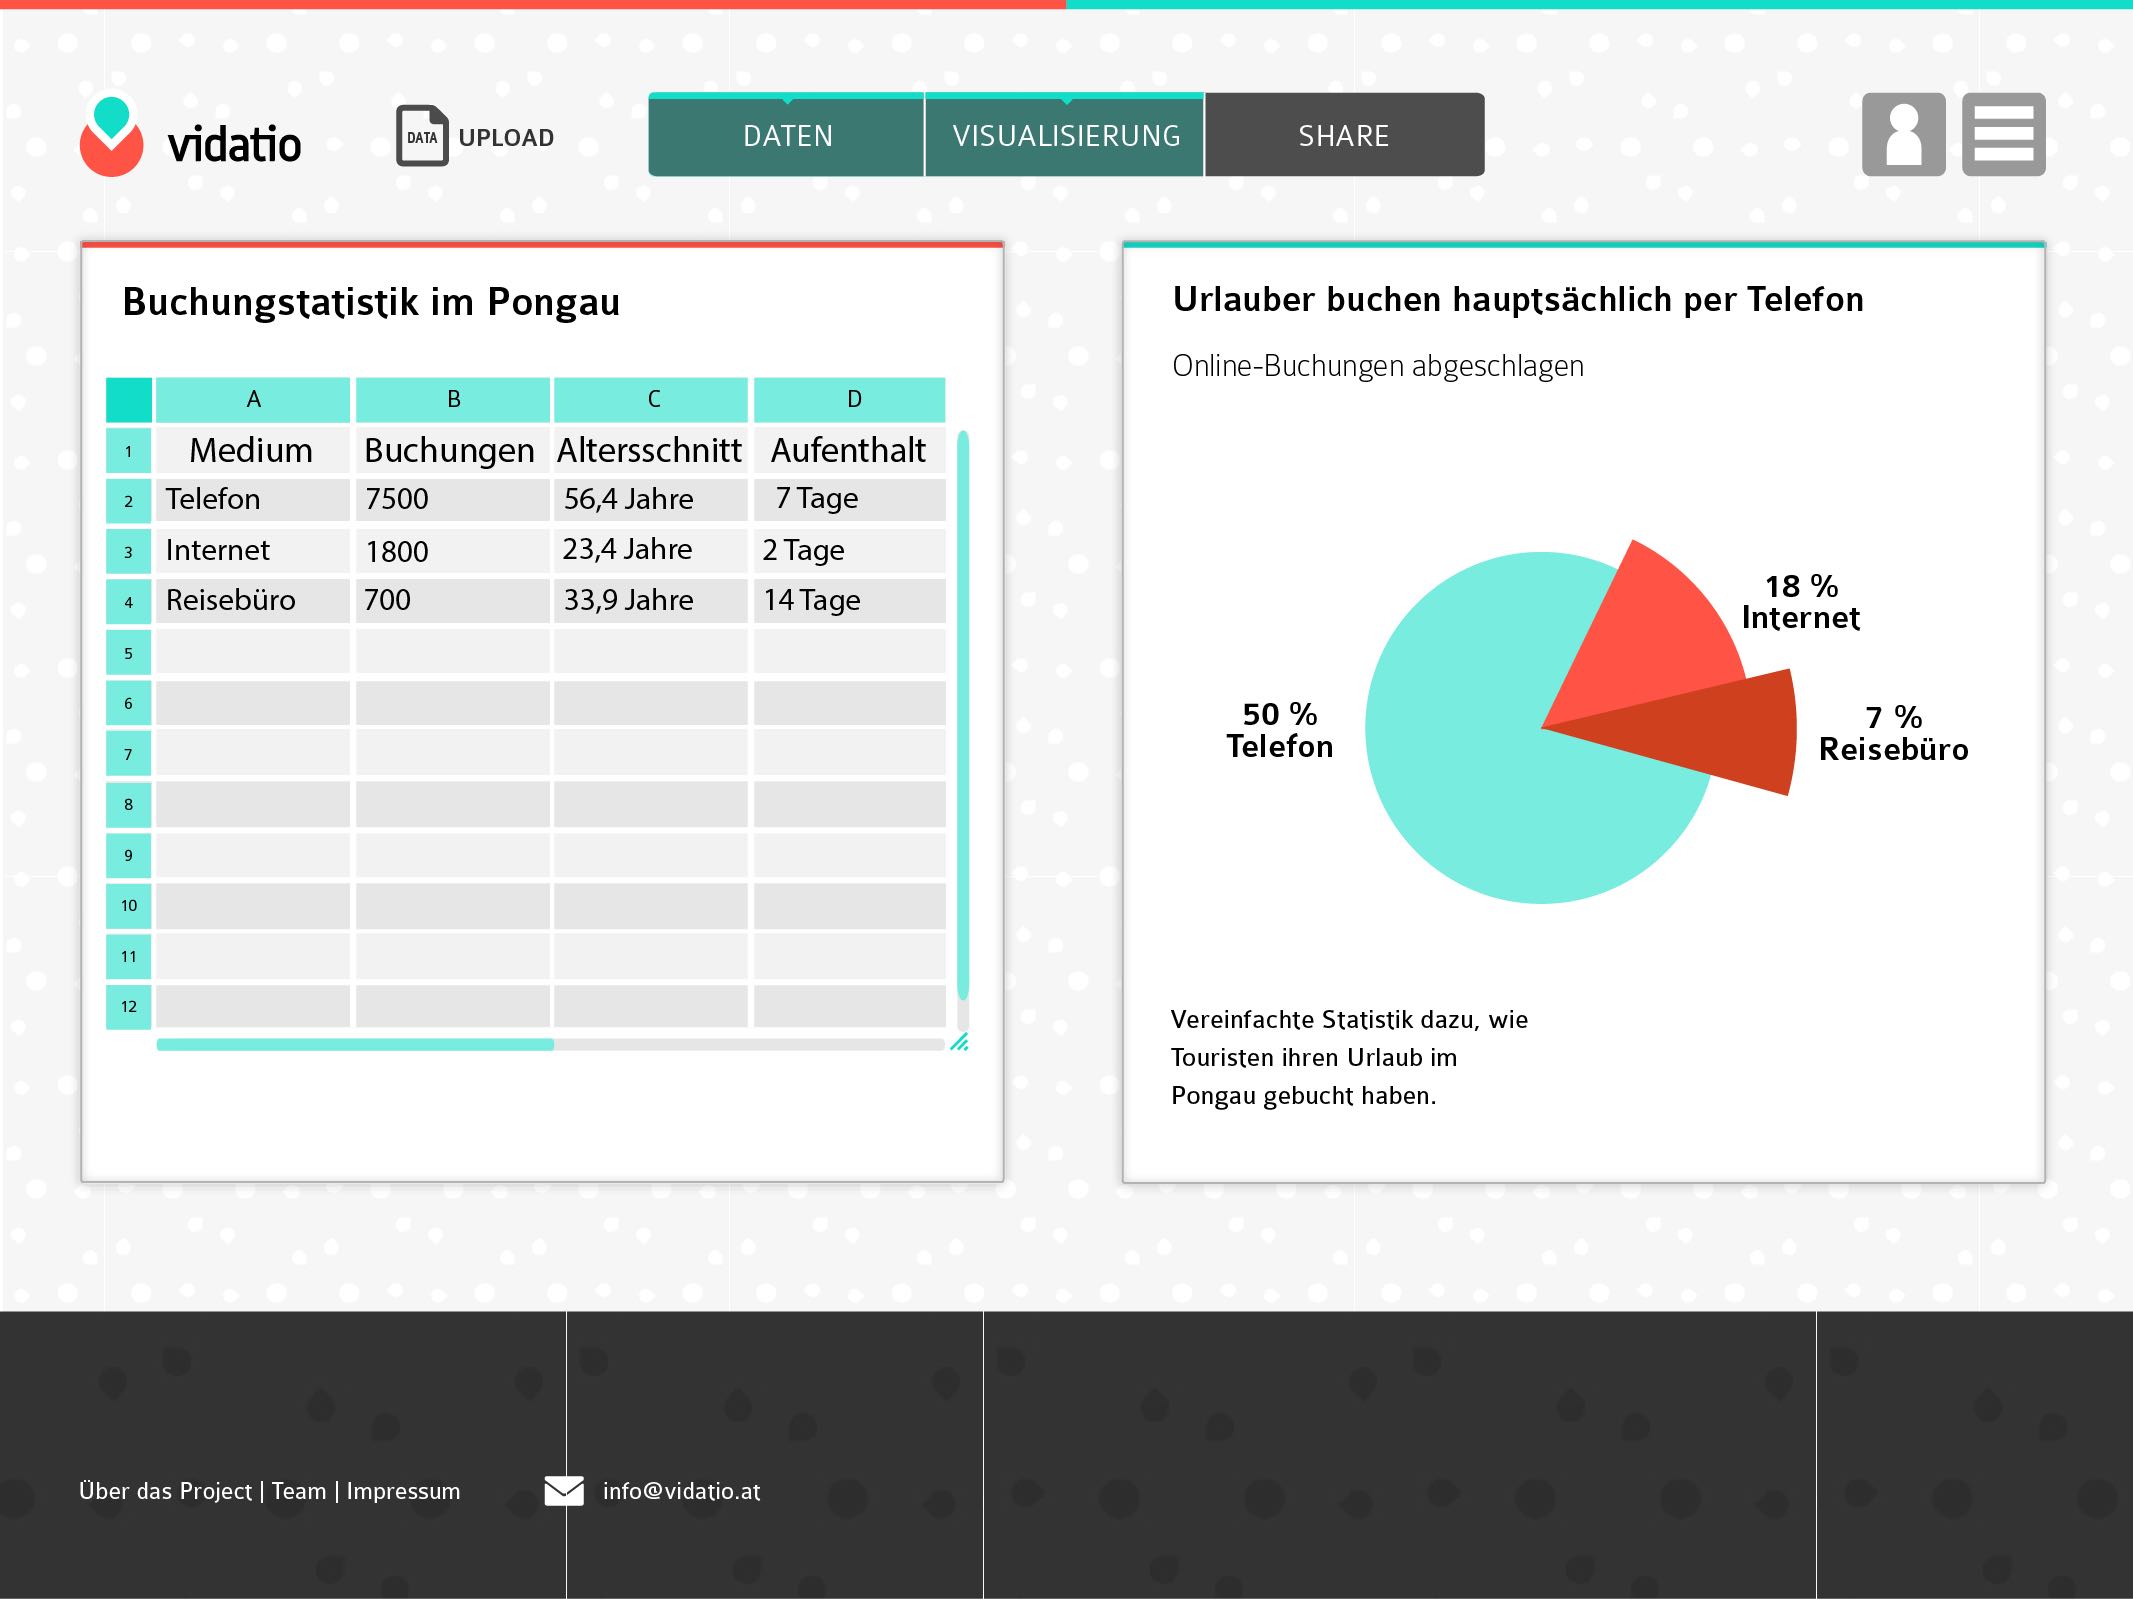 vidatio
DATA
UPLOAD
DATEN
VISUALISIERUNG
SHARE
Buchungstatistik im Pongau
A B C D
1 Medium Buchungen Altersschnitt Aufenthalt
2 Telefon 7500 56,4 Jahre 7 Tage
3 Internet 1800 23,4 Jahre 2 Tage
4 Reisebüro 700 33,9 Jahre 14 Tage
5
6
7
8
9
10
11
12
Urlauber buchen hauptsächlich per Telefon
Online-Buchungen abgeschlagen
18 %
Internet
50 %
Telefon
7 %
Reisebüro
Vereinfachte Statistik dazu, wie
Touristen ihren Urlaub im
Pongau gebucht haben.
Über das Project | Team | Impressum
info@vidatio.at